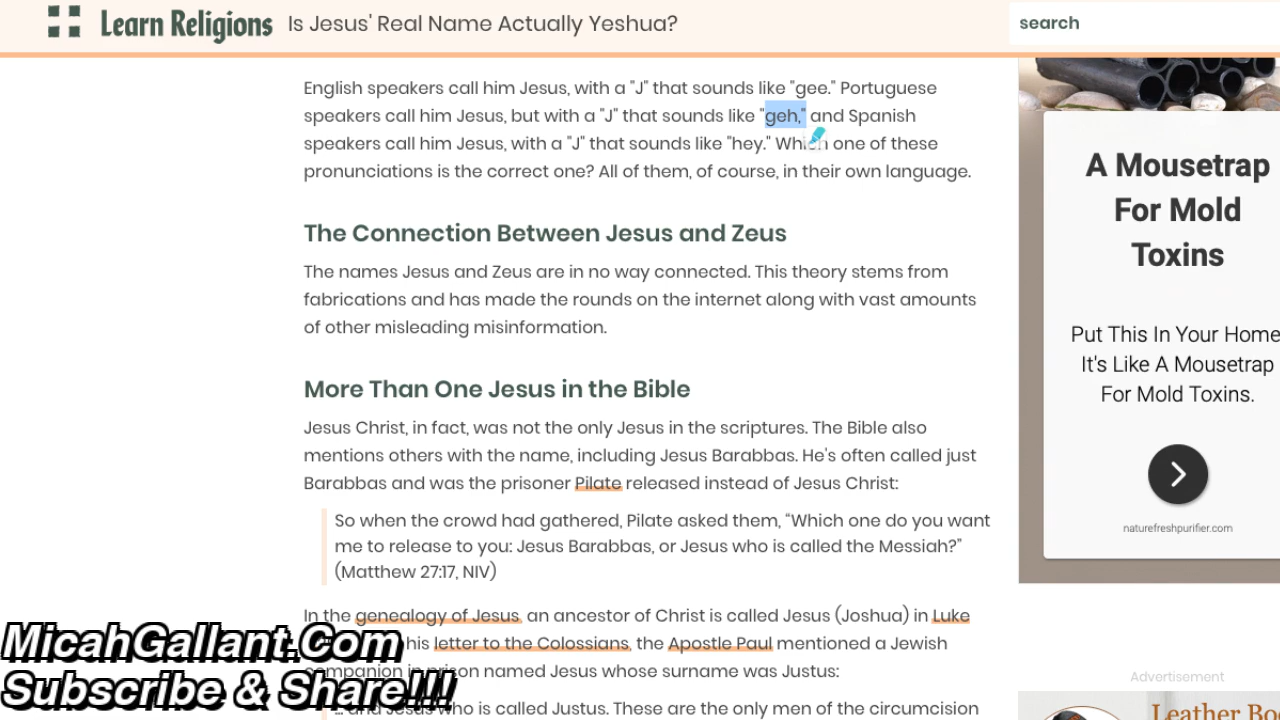 Learn Religions Is Jesus' Real Name Actually Yeshua?
search
English speakers call him Jesus, with a "J" that sounds like "gee." Portuguese
speakers call him Jesus, but with a "J" that sounds like "geh," and Spanish
speakers call him Jesus, with a "J" that sounds like "hey." Which one of these
pronunciations is the correct one? All of them, of course, in their own language.
The Connection Between Jesus and Zeus
The names Jesus and Zeus are in no way connected. This theory stems from
fabrications and has made the rounds on the internet along with vast amounts
of other misleading misinformation.
More Than One Jesus in the Bible
Jesus Christ, in fact, was not the only Jesus in the scriptures. The Bible also
mentions others with the name, including Jesus Barabbas. He's often called just
Barabbas and was the prisoner Pilate released instead of Jesus Christ:
So when the crowd had gathered, Pilate asked them, “Which one do you want
me to release to you: Jesus Barabbas, or Jesus who is called the Messiah?”
(Matthew 27:17, NIV)
In the genealogy of Jesus, an ancestor of Christ is called Jesus (Joshua) in Luke
his letter to the Colossians, the Apostle Paul mentioned a Jewish
companion in prison named Jesus whose surname was Justus:
... and Jesus who is called Justus. These are the only men of the circumcision
MicahGallant.Com
Subscribe & Share!!!
A Mousetrap
For Mold
Toxins
Put This In Your Home
It's Like A Mousetrap
For Mold Toxins.
naturefreshpurifier.com
Advertisement
Leather Bo